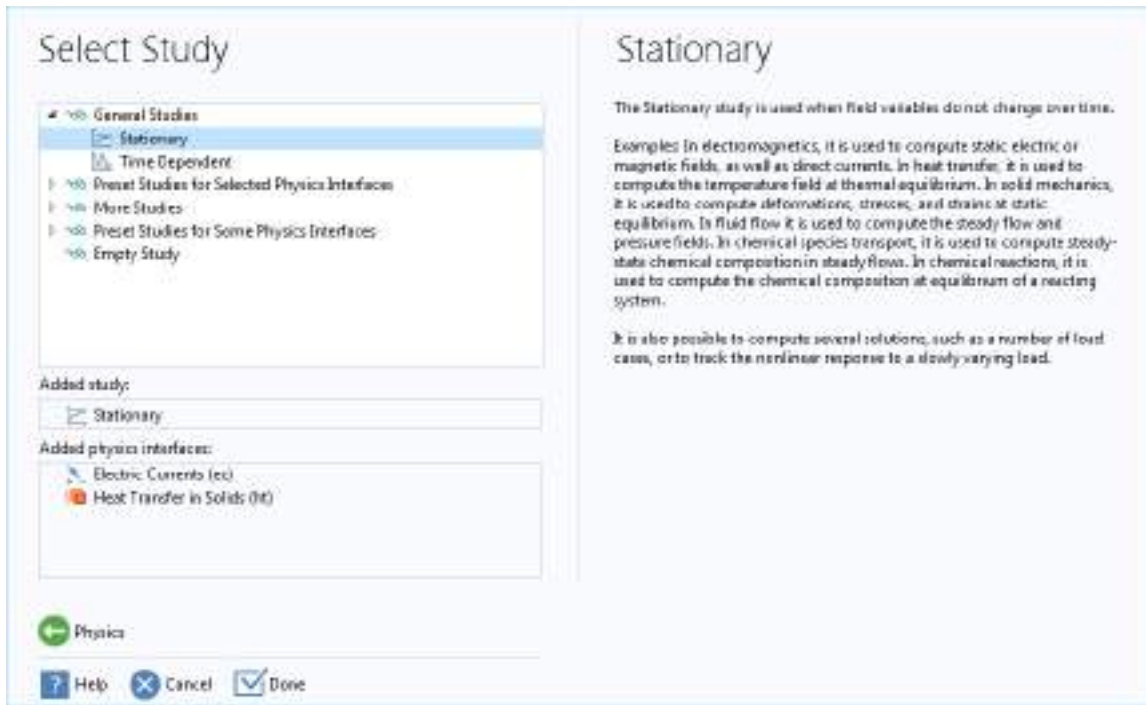 Select Study
General Studies
Stationary
Time Dependent
Preset Studies for Selected Physics Interfaces
More Studies
Preset Studies for Some Physics Interfaces
Empty Study
Added study:
Stationary
Added physics interfaces:
Electric Currents (ec)
Heat Transfer in Solids (ht)
Physics
Help
Cancel
Done
Stationary
The Stationary study is used when field variables do not change over time.
Examples: In electromagnetics, it is used to compute static electric or
magnetic fields, as well as direct currents. In heat transfer, it is used to
compute the temperature field at thermal equilibrium. In solid mechanics,
it is used to compute deformations, stresses, and strains at static
equilibrium. In fluid flow it is used to compute the steady flow and
pressure fields. In chemical species transport, it is used to compute steady-
state chemical composition in steady flows. In chemical reactions, it is
used to compute the chemical composition at equilibrium of a reacting
system.
It is also possible to compute several solutions, such as a number of load
cases, or to track the nonlinear response to a slowly varying load.